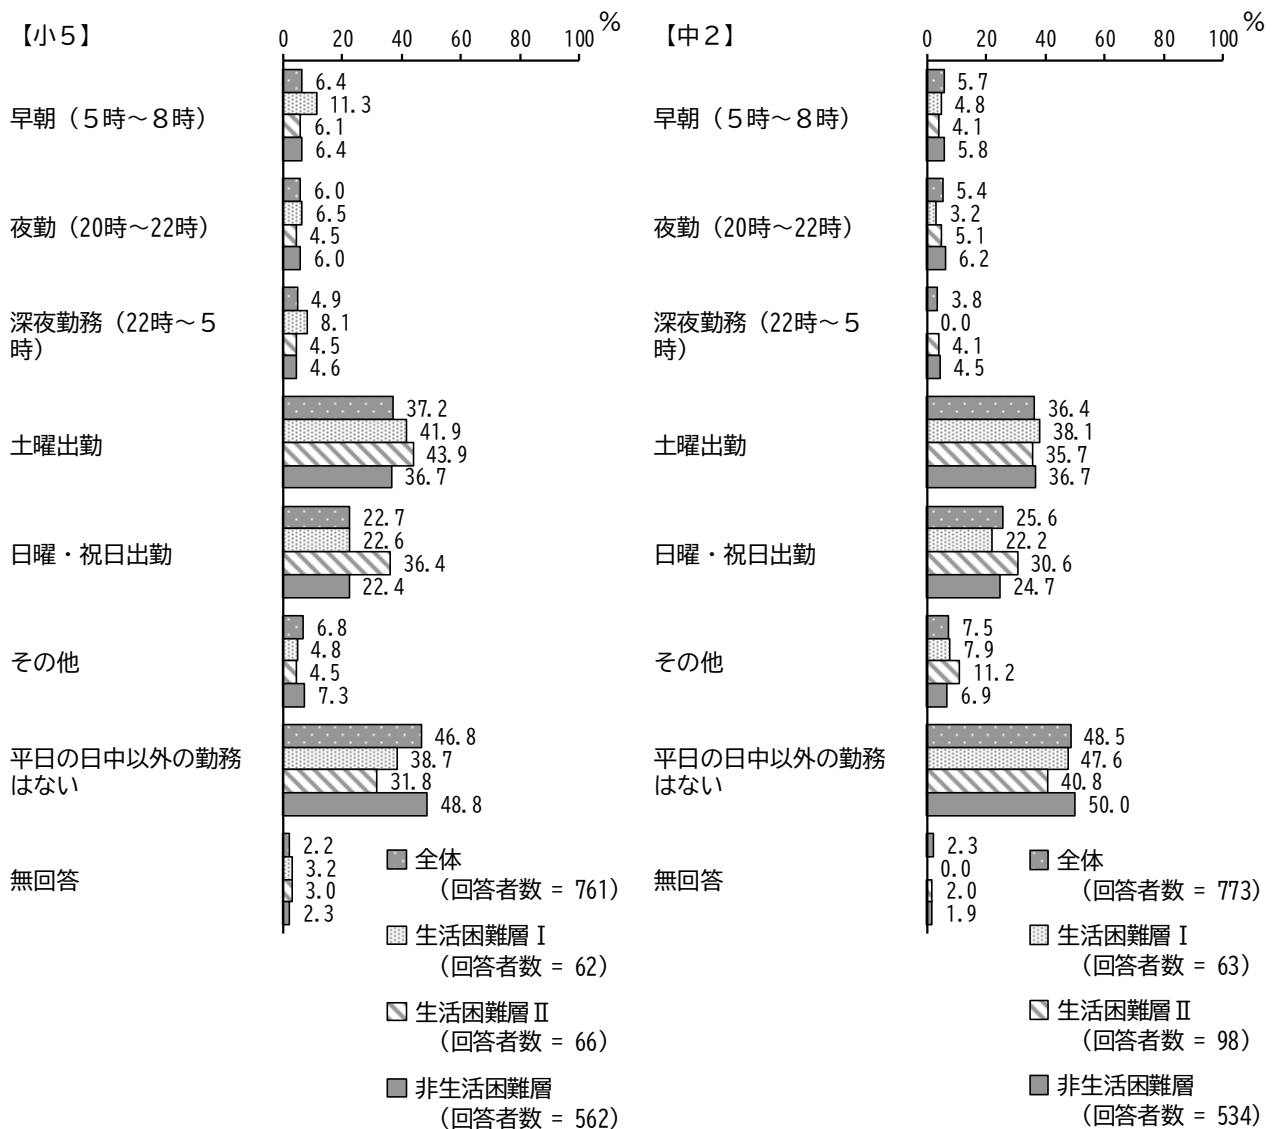 【小５】
%
0 20 40 60 80 100
早朝（５時～８時）
6.4
11.3
6.1
6.4
夜勤（20時～22時）
6.0
6.5
4.5
6.0
深夜勤務（22時～５
時）
4.9
8.1
4.5
4.6
土曜出勤
37.2
41.9
43.9
36.7
日曜・祝日出勤
22.7
22.6
36.4
22.4
その他
6.8
4.8
4.5
7.3
平日の日中以外の勤務
はない
46.8
38.7
31.8
48.8
無回答
2.2
3.2
3.0
2.3
全体
（回答者数 = 761）
生活困難層Ⅰ
（回答者数 = 62）
生活困難層Ⅱ
（回答者数 = 66）
非生活困難層
（回答者数 = 562）
【中２】
%
0 20 40 60 80 100
早朝（５時～８時）
5.7
4.8
4.1
5.8
夜勤（20時～22時）
5.4
3.2
5.1
6.2
深夜勤務（22時～５
時）
3.8
0.0
4.1
4.5
土曜出勤
36.4
38.1
35.7
36.7
日曜・祝日出勤
25.6
22.2
30.6
24.7
その他
7.5
7.9
11.2
6.9
平日の日中以外の勤務
はない
48.5
47.6
40.8
50.0
無回答
2.3
0.0
2.0
1.9
全体
（回答者数 = 773）
生活困難層Ⅰ
（回答者数 = 63）
生活困難層Ⅱ
（回答者数 = 98）
非生活困難層
（回答者数 = 534）